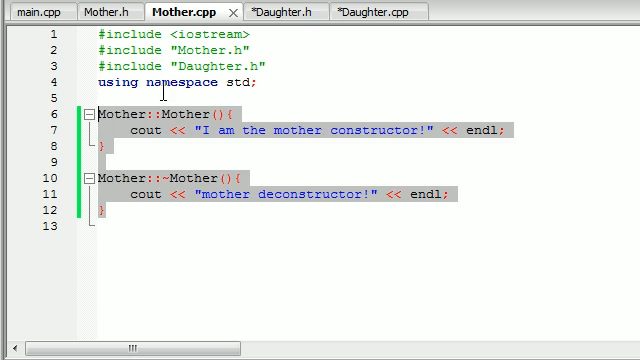 main.cpp Mother.h Mother.cpp *Daughter.h *Daughter.cpp
1 #include <iostream>
2 #include "Mother.h"
3 #include "Daughter.h"
4 using namespace std;
5
6 Mother::Mother(){
7 cout << "I am the mother constructor!" << endl;
8 }
9
10 Mother::~Mother(){
11 cout << "mother deconstructor!" << endl;
12 }
13